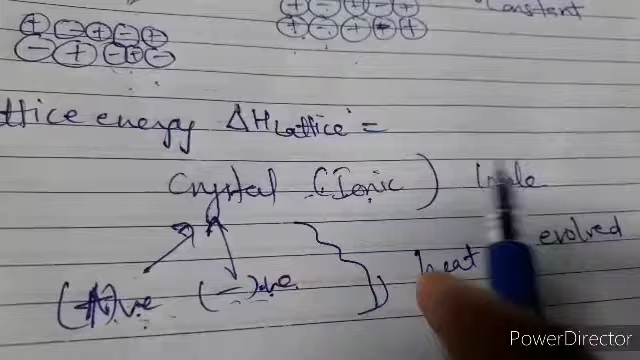 + - + - +
- + - + -
+ - + - +
+ - + + +
Constant
ttice energy ΔHLattice =
Crystal (Ionic) 1 mole
(+)ve (-)ve heat evolved
PowerDirector